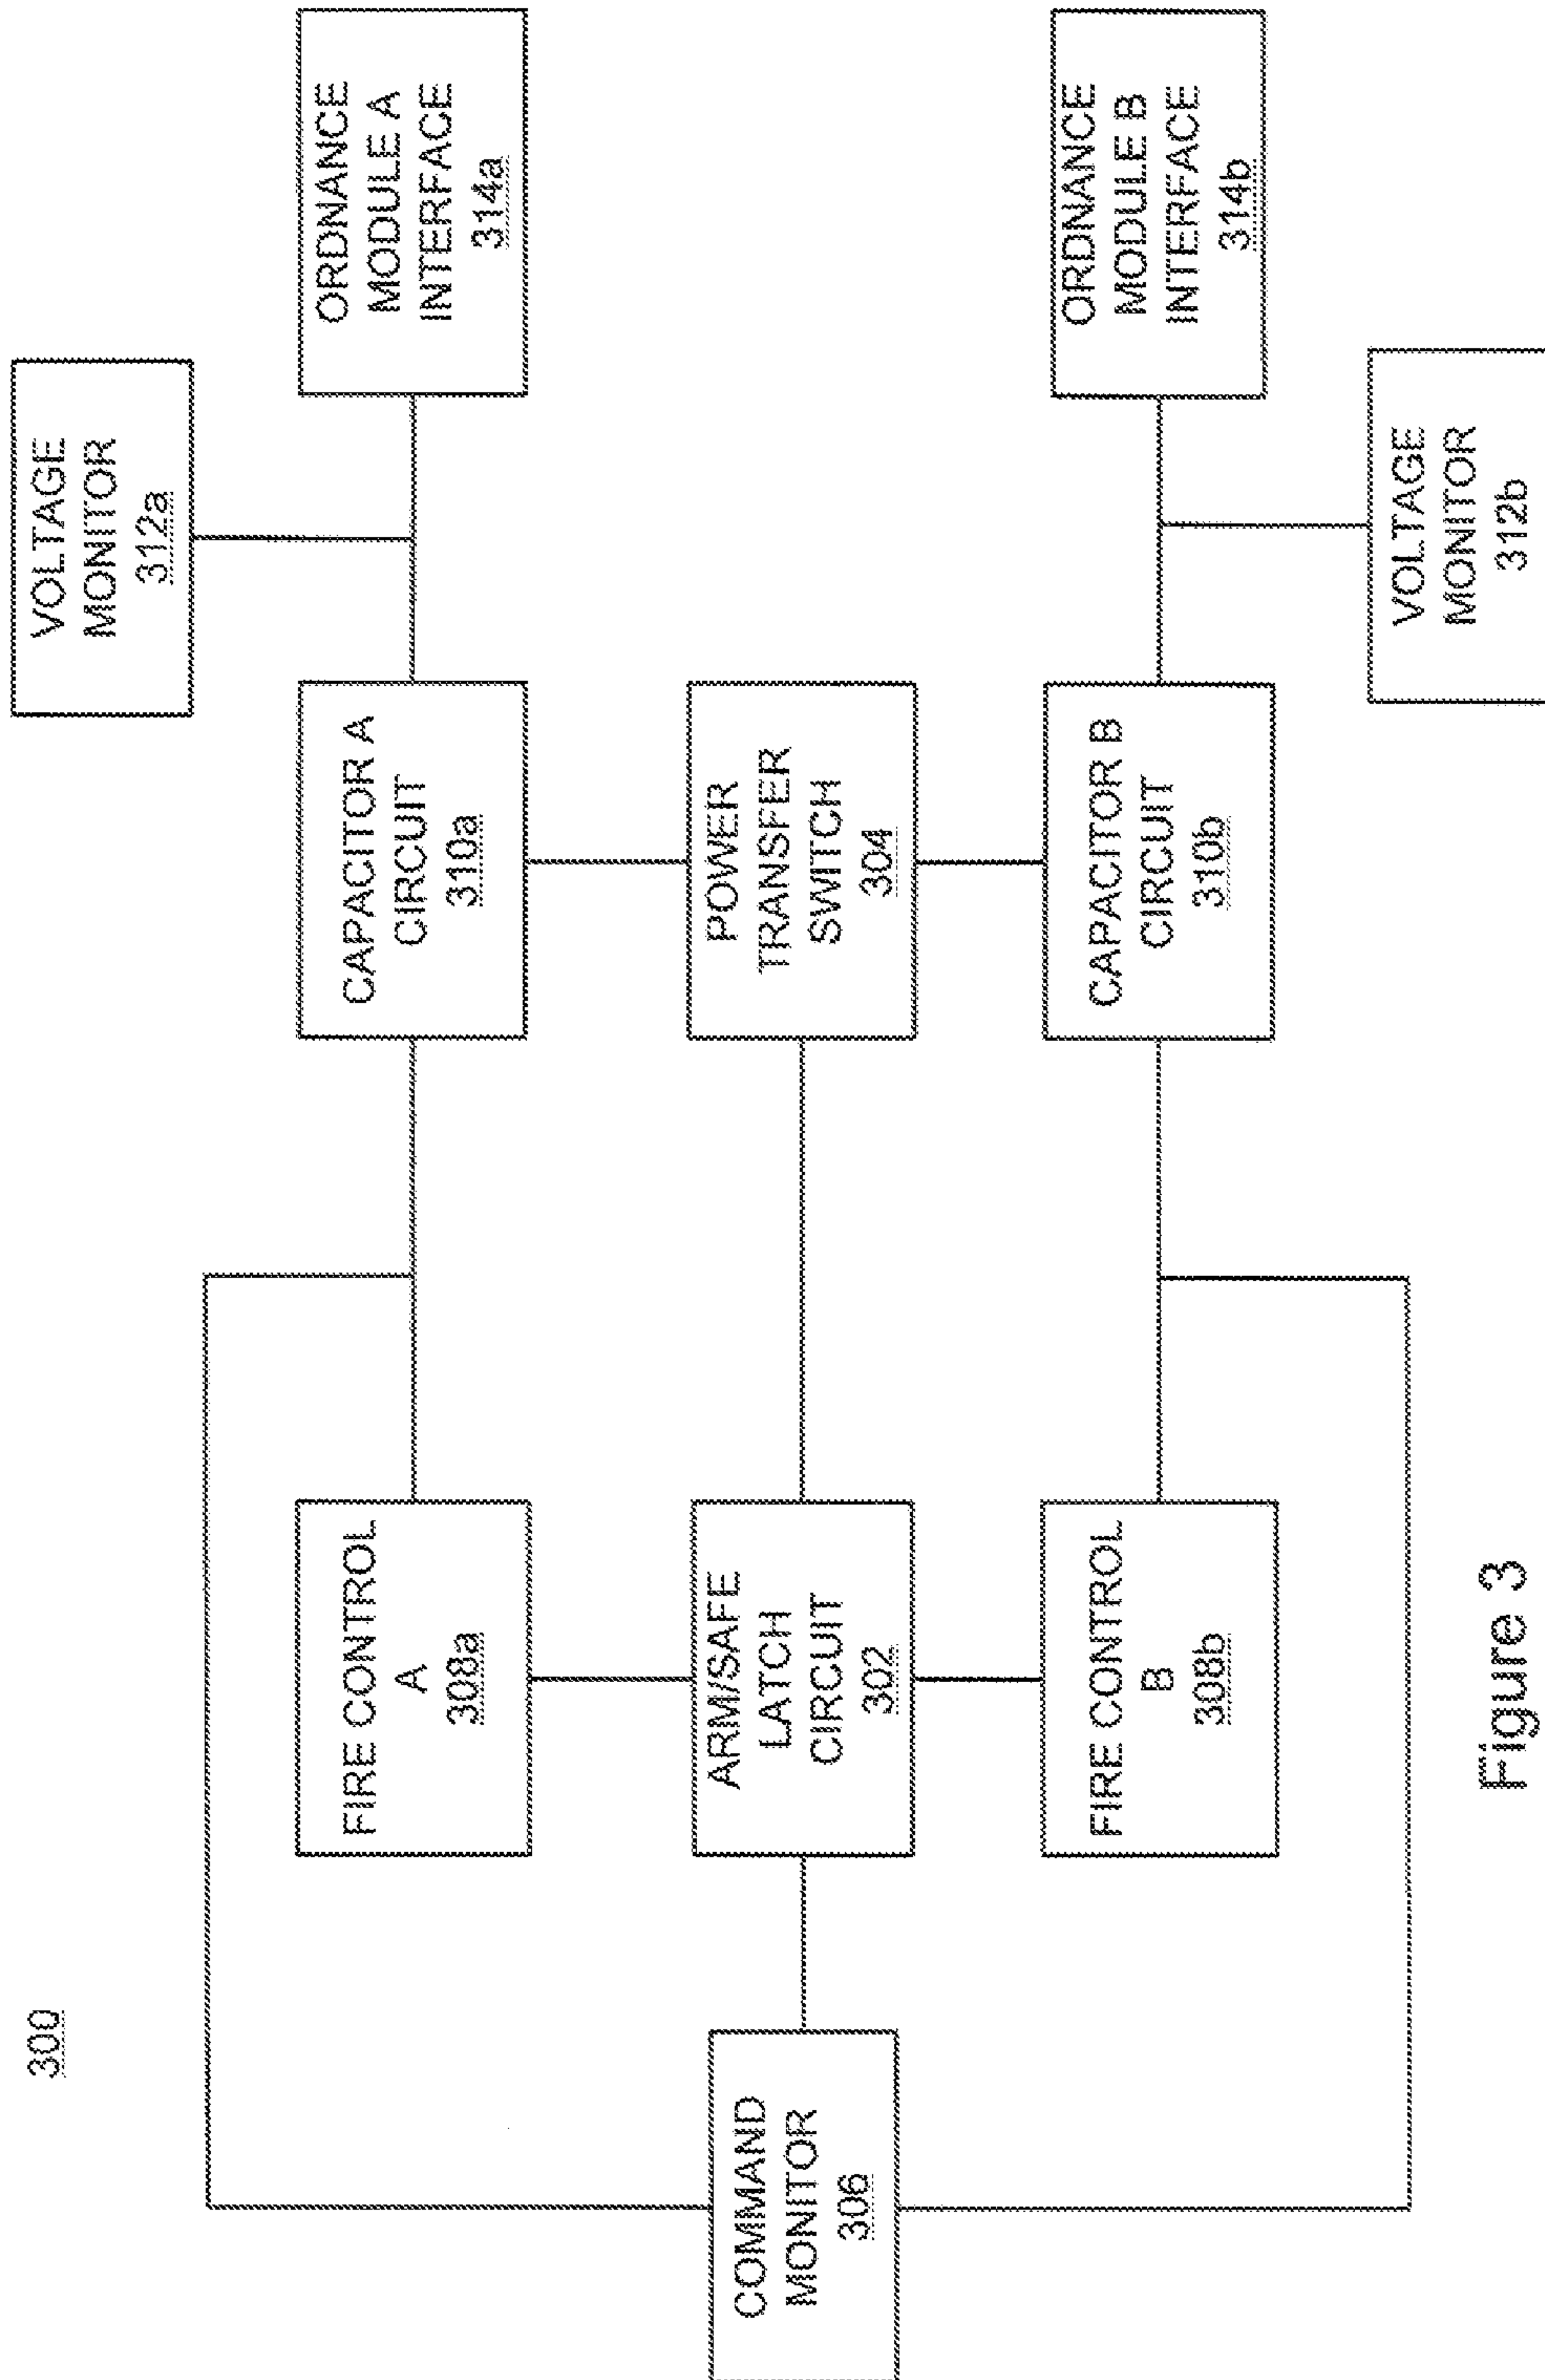 300
VOLTAGE
MONITOR
312a
ORDNANCE
MODULE A
INTERFACE
314a
CAPACITOR A
CIRCUIT
310a
FIRE CONTROL
A
308a
COMMAND
MONITOR
306
ARM/SAFE
LATCH
CIRCUIT
302
POWER
TRANSFER
SWITCH
304
FIRE CONTROL
B
308b
CAPACITOR B
CIRCUIT
310b
ORDNANCE
MODULE B
INTERFACE
314b
VOLTAGE
MONITOR
312b
Figure 3